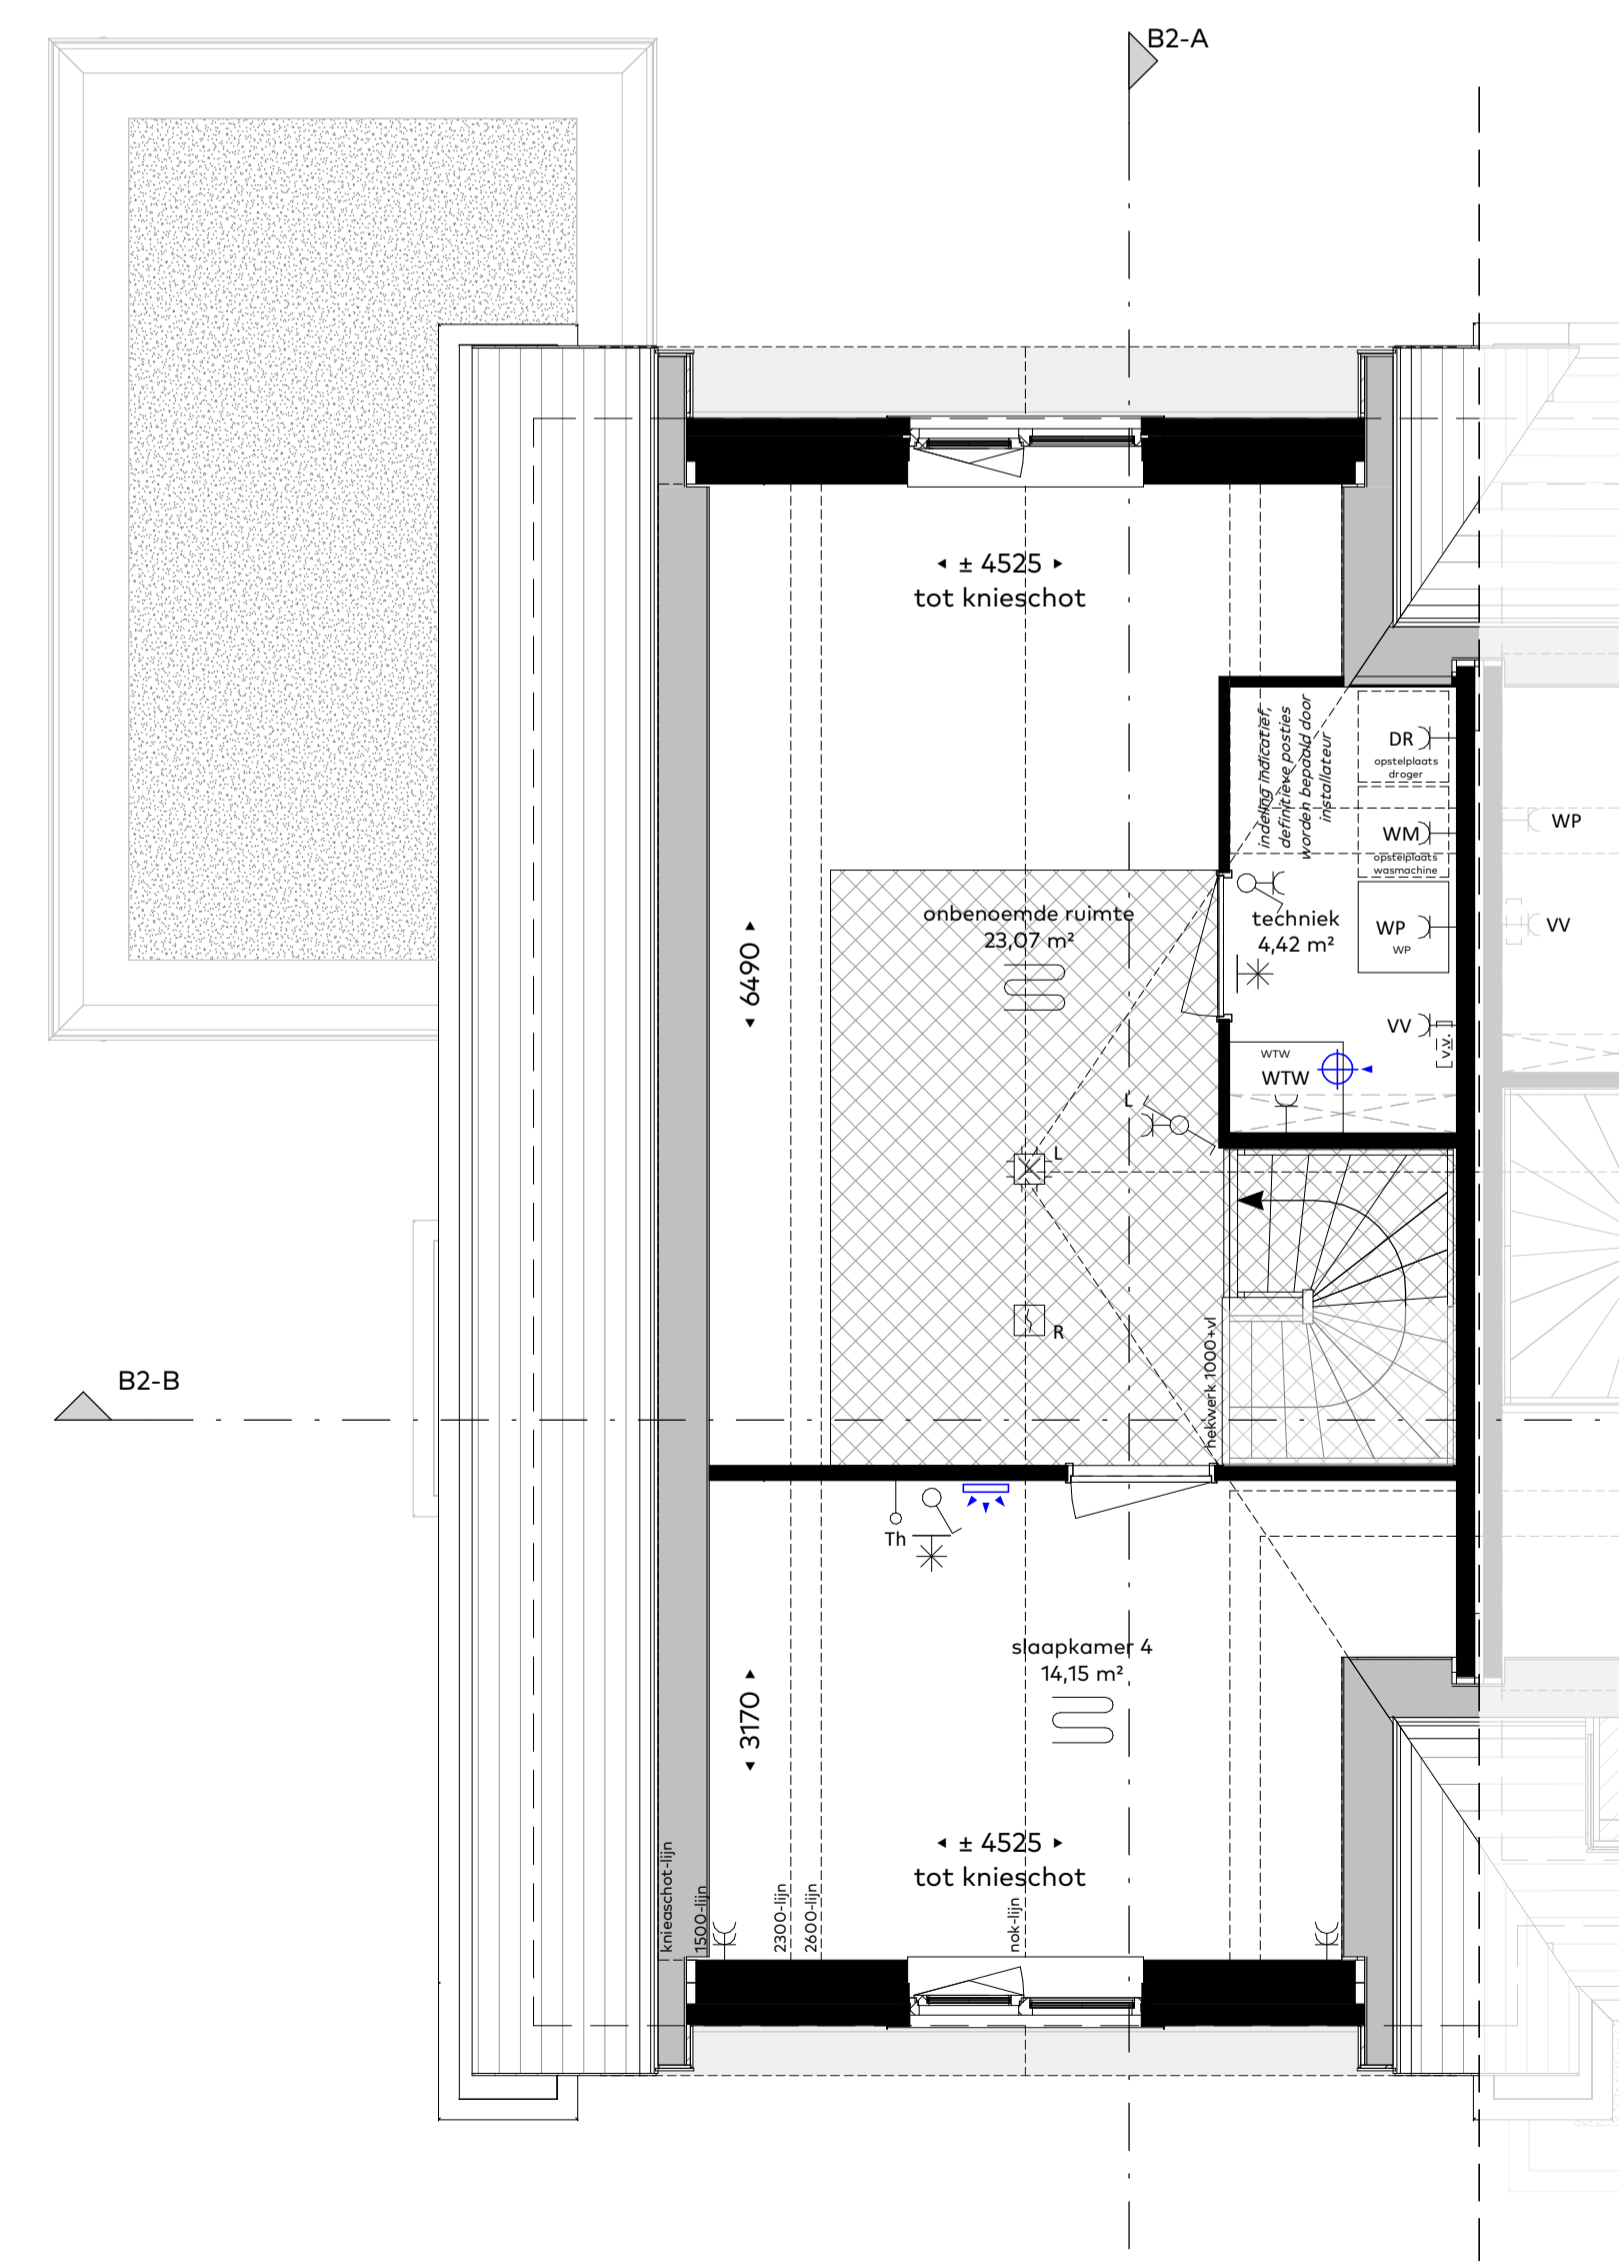 B2-A
◄ ± 4525 ►
tot knieschot
indeling indicatief,
definitieve posties
worden bepaald door
installateur
DR
opstelplaats
droger
WM
opstelplaats
wasmachine
WP
WP
WP
onbenoemde ruimte
23,07 m²
techniek
4,42 m²
VV
◄ 6490 ►
VV
v.v.
WTW
WTW
L
L
R
hekwerk 1000+vl
B2-B
Th
slaapkamer 4
14,15 m²
◄ 3170 ►
◄ ± 4525 ►
tot knieschot
knieaschot-lijn
1500-lijn
2300-lijn
2600-lijn
nok-lijn